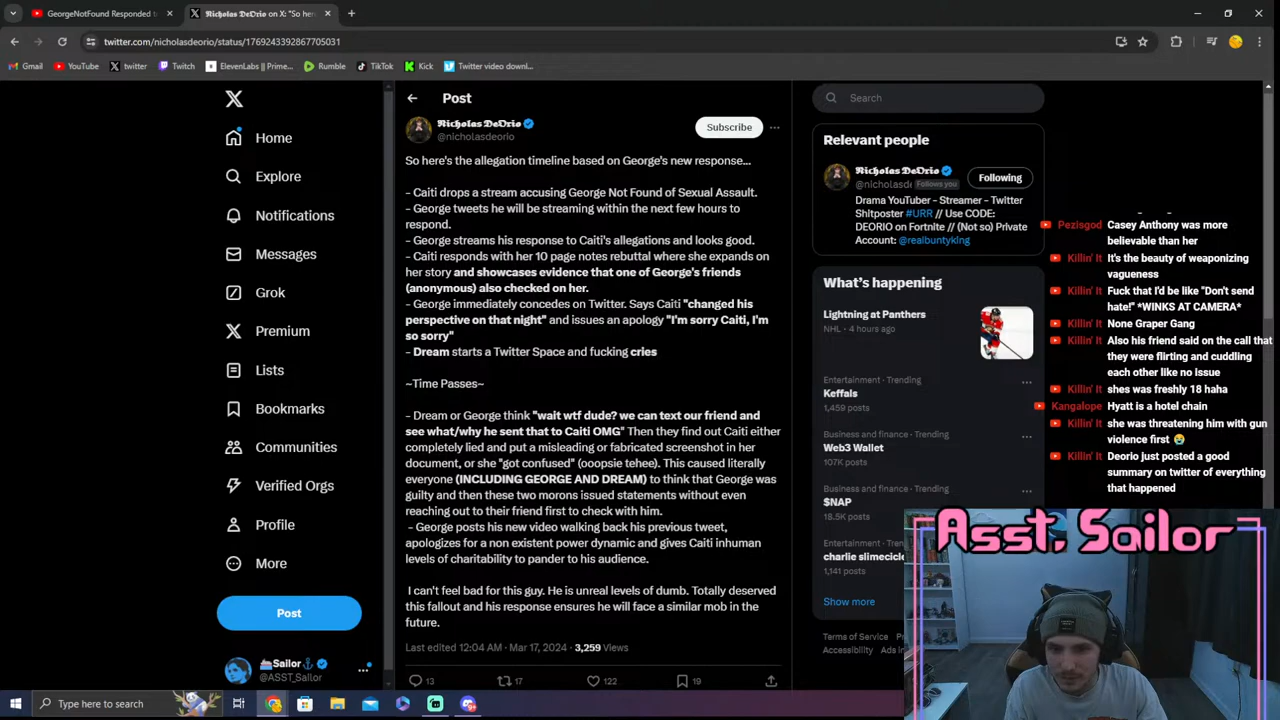 GeorgeNotFound Responded t
Nicholas DeOrio on X: "So her
twitter.com/nicholasdeorio/status/1769243392867705031
Gmail
YouTube
twitter
Twitch
ElevenLabs || Prime...
Rumble
TikTok
Kick
Twitter video downl...
Home
Explore
Notifications
Messages
Grok
Premium
Lists
Bookmarks
Communities
Verified Orgs
Profile
More
Post
Sailor
@ASST_Sailor
Post
Nicholas DeOrio
@nicholasdeorio
Subscribe
So here's the allegation timeline based on George's new response...
- Caiti drops a stream accusing George Not Found of Sexual Assault.
- George tweets he will be streaming within the next few hours to
respond.
- George streams his response to Caiti's allegations and looks good.
- Caiti responds with her 10 page notes rebuttal where she expands on
her story and showcases evidence that one of George's friends
(anonymous) also checked on her.
- George immediately concedes on Twitter. Says Caiti "changed his
perspective on that night" and issues an apology "I'm sorry Caiti, I'm
so sorry"
- Dream starts a Twitter Space and fucking cries
~Time Passes~
- Dream or George think "wait wtf dude? we can text our friend and
see what/why he sent that to Caiti OMG" Then they find out Caiti either
completely lied and put a misleading or fabricated screenshot in her
document, or she "got confused" (ooopsie tehee). This caused literally
everyone (INCLUDING GEORGE AND DREAM) to think that George was
guilty and then these two morons issued statements without even
reaching out to their friend first to check with him.
- George posts his new video walking back his previous tweet,
apologizes for a non existent power dynamic and gives Caiti inhuman
levels of charitability to pander to his audience.
I can't feel bad for this guy. He is unreal levels of dumb. Totally deserved
this fallout and his response ensures he will face a similar mob in the
future.
Last edited 12:04 AM · Mar 17, 2024 · 3,259 Views
13
17
122
19
Search
Relevant people
Nicholas DeOrio
@nicholasde
Follows you
Following
Drama YouTuber - Streamer - Twitter
Shitposter #URR // Use CODE:
DEORIO on Fortnite // (Not so) Private
Account: @realbuntyking
What's happening
Lightning at Panthers
NHL · 4 hours ago
Entertainment · Trending
Keffals
1,459 posts
Business and finance · Trending
Web3 Wallet
107K posts
Business and finance · Trending
$NAP
18.5K posts
Entertainment · Trending
charlie slimecicle
1,141 posts
Show more
Terms of Service
Accessibility
Pezisgod Casey Anthony was more
believable than her
Killin' It It's the beauty of weaponizing
vagueness
Killin' It Fuck that I'd be like "Don't send
hate!" *WINKS AT CAMERA*
Killin' It None Graper Gang
Killin' It Also his friend said on the call that
they were flirting and cuddling
each other like no issue
Killin' It shes was freshly 18 haha
Kangalope Hyatt is a hotel chain
Killin' It she was threatening him with gun
violence first 😭
Killin' It Deorio just posted a good
summary on twitter of everything
that happened
Asst, Sailor
Type here to search